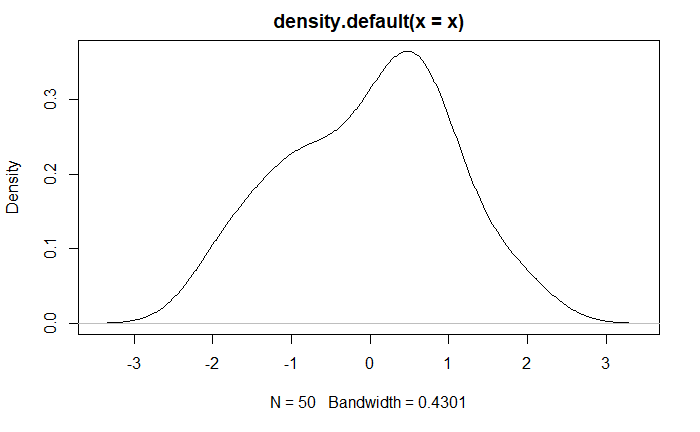 density.default(x = x)
Density
0.3
0.2
0.1
0.0
-3 -2 -1 0 1 2 3
N = 50   Bandwidth = 0.4301